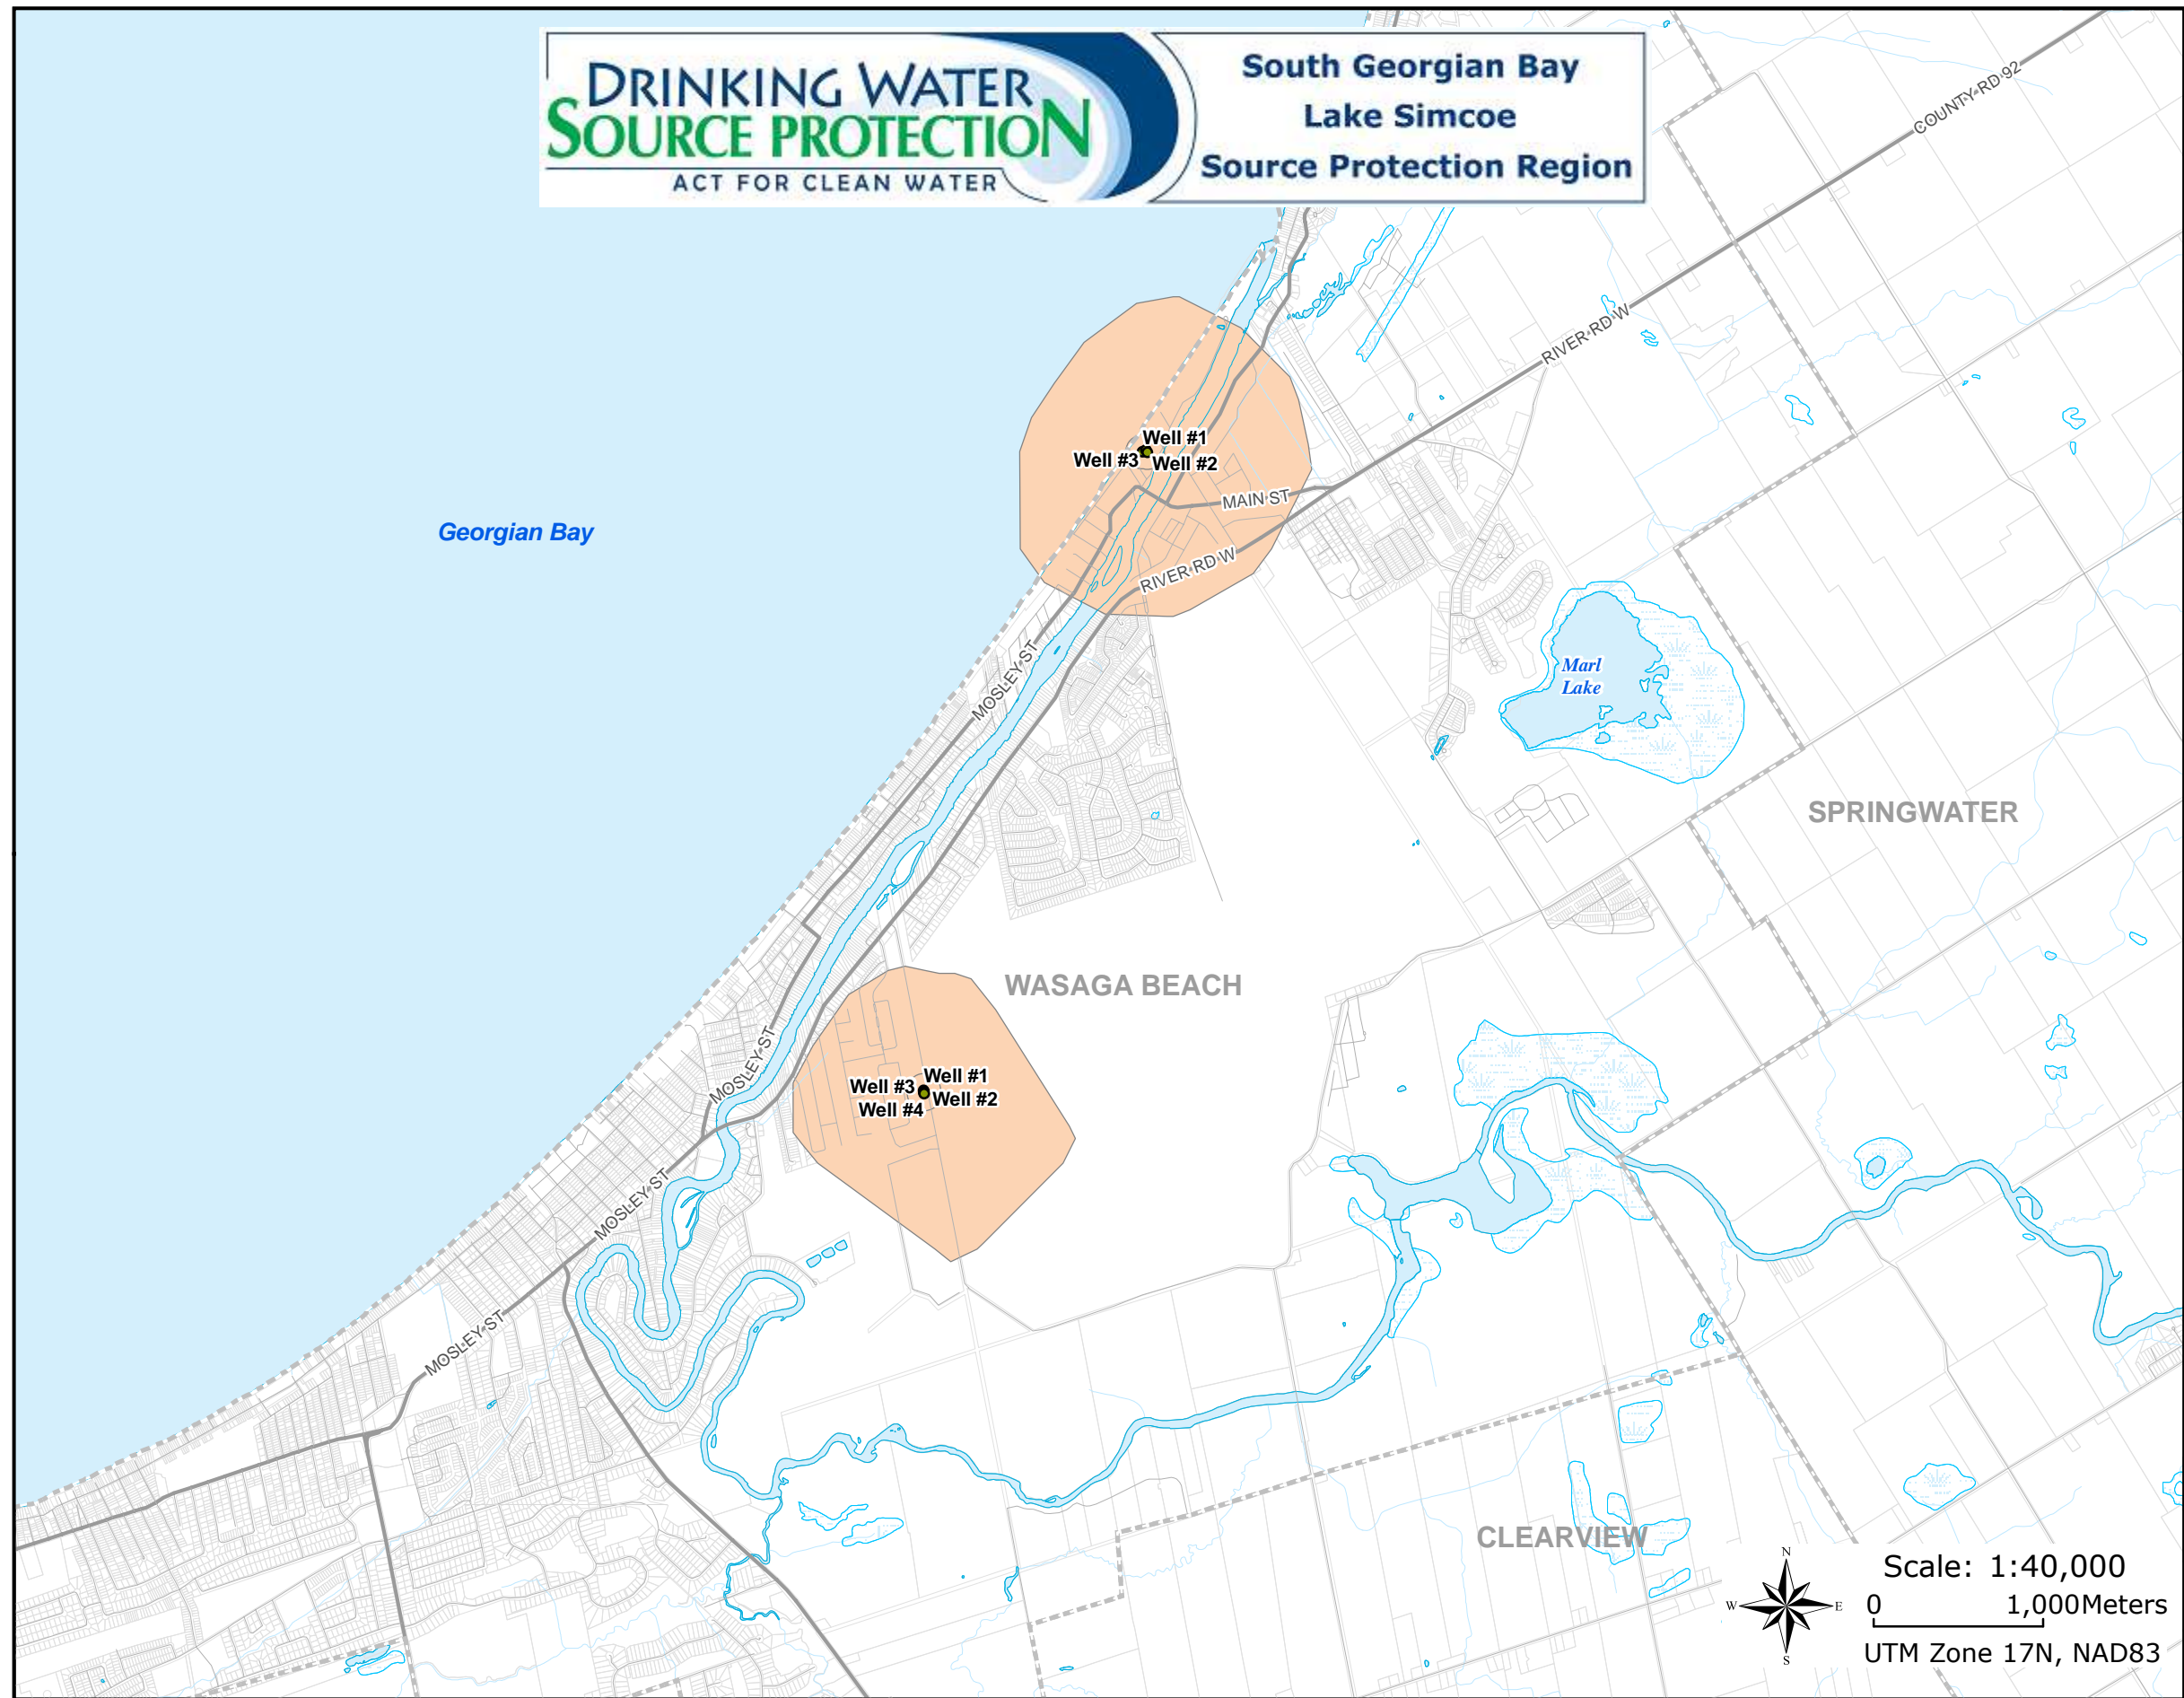 DRINKING WATER
SOURCE PROTECTION
ACT FOR CLEAN WATER
South Georgian Bay
Lake Simcoe
Source Protection Region
COUNTY RD 92
RIVER RD W
Well #1
Well #3
Well #2
MAIN ST
Georgian Bay
RIVER RD W
MOSLEY ST
Marl
Lake
SPRINGWATER
WASAGA BEACH
MOSLEY ST
Well #1
Well #3
Well #2
Well #4
MOSLEY ST
MOSLEY ST
CLEARVIEW
N
W
E
S
Scale: 1:40,000
0 1,000Meters
UTM Zone 17N, NAD83